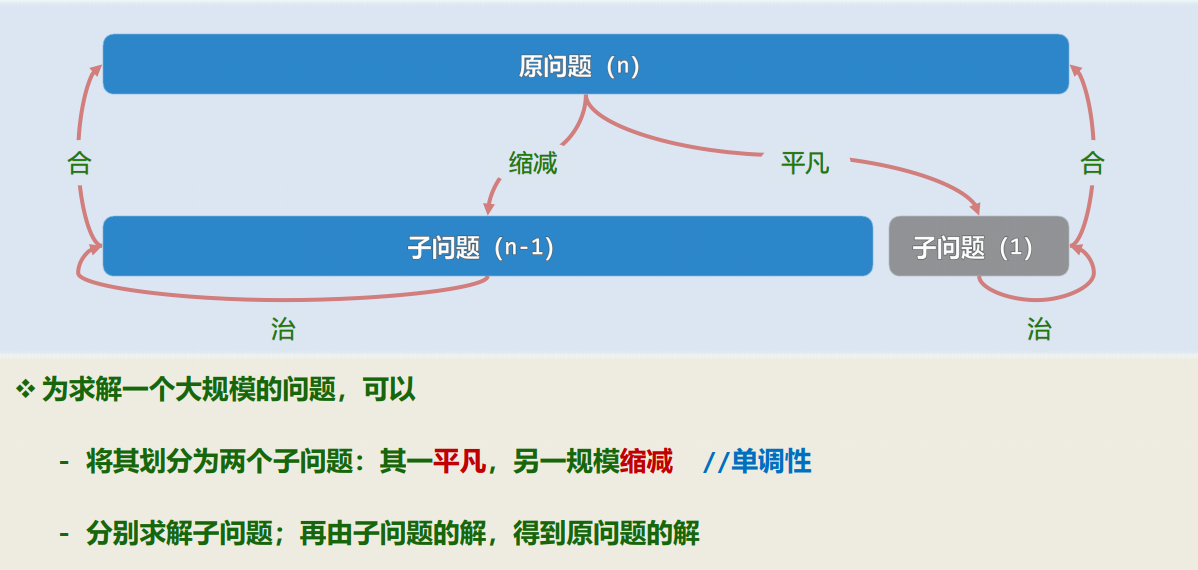 原问题（n）
合
缩减
平凡
合
子问题（n-1）
子问题（1）
治
治
❖ 为求解一个大规模的问题，可以
- 将其划分为两个子问题：其一平凡，另一规模缩减 //单调性
- 分别求解子问题；再由子问题的解，得到原问题的解